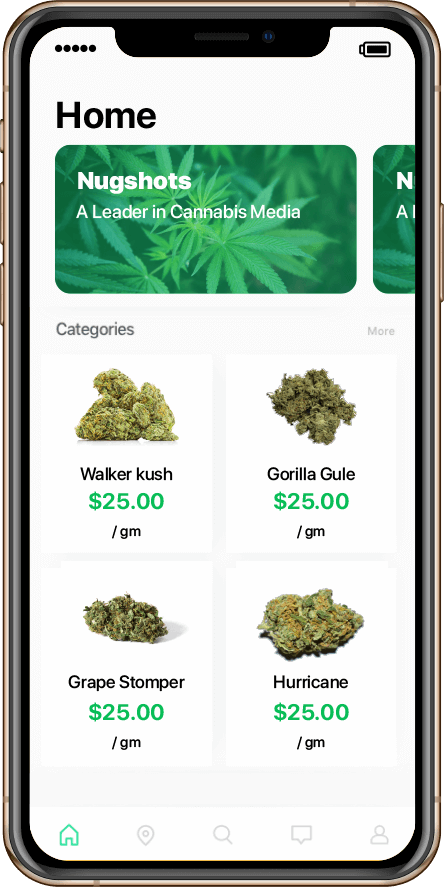 Home
Nugshots
A Leader in Cannabis Media
N
A
Categories
More
Walker kush
$25.00
/ gm
Gorilla Gule
$25.00
/ gm
Grape Stomper
$25.00
/ gm
Hurricane
$25.00
/ gm